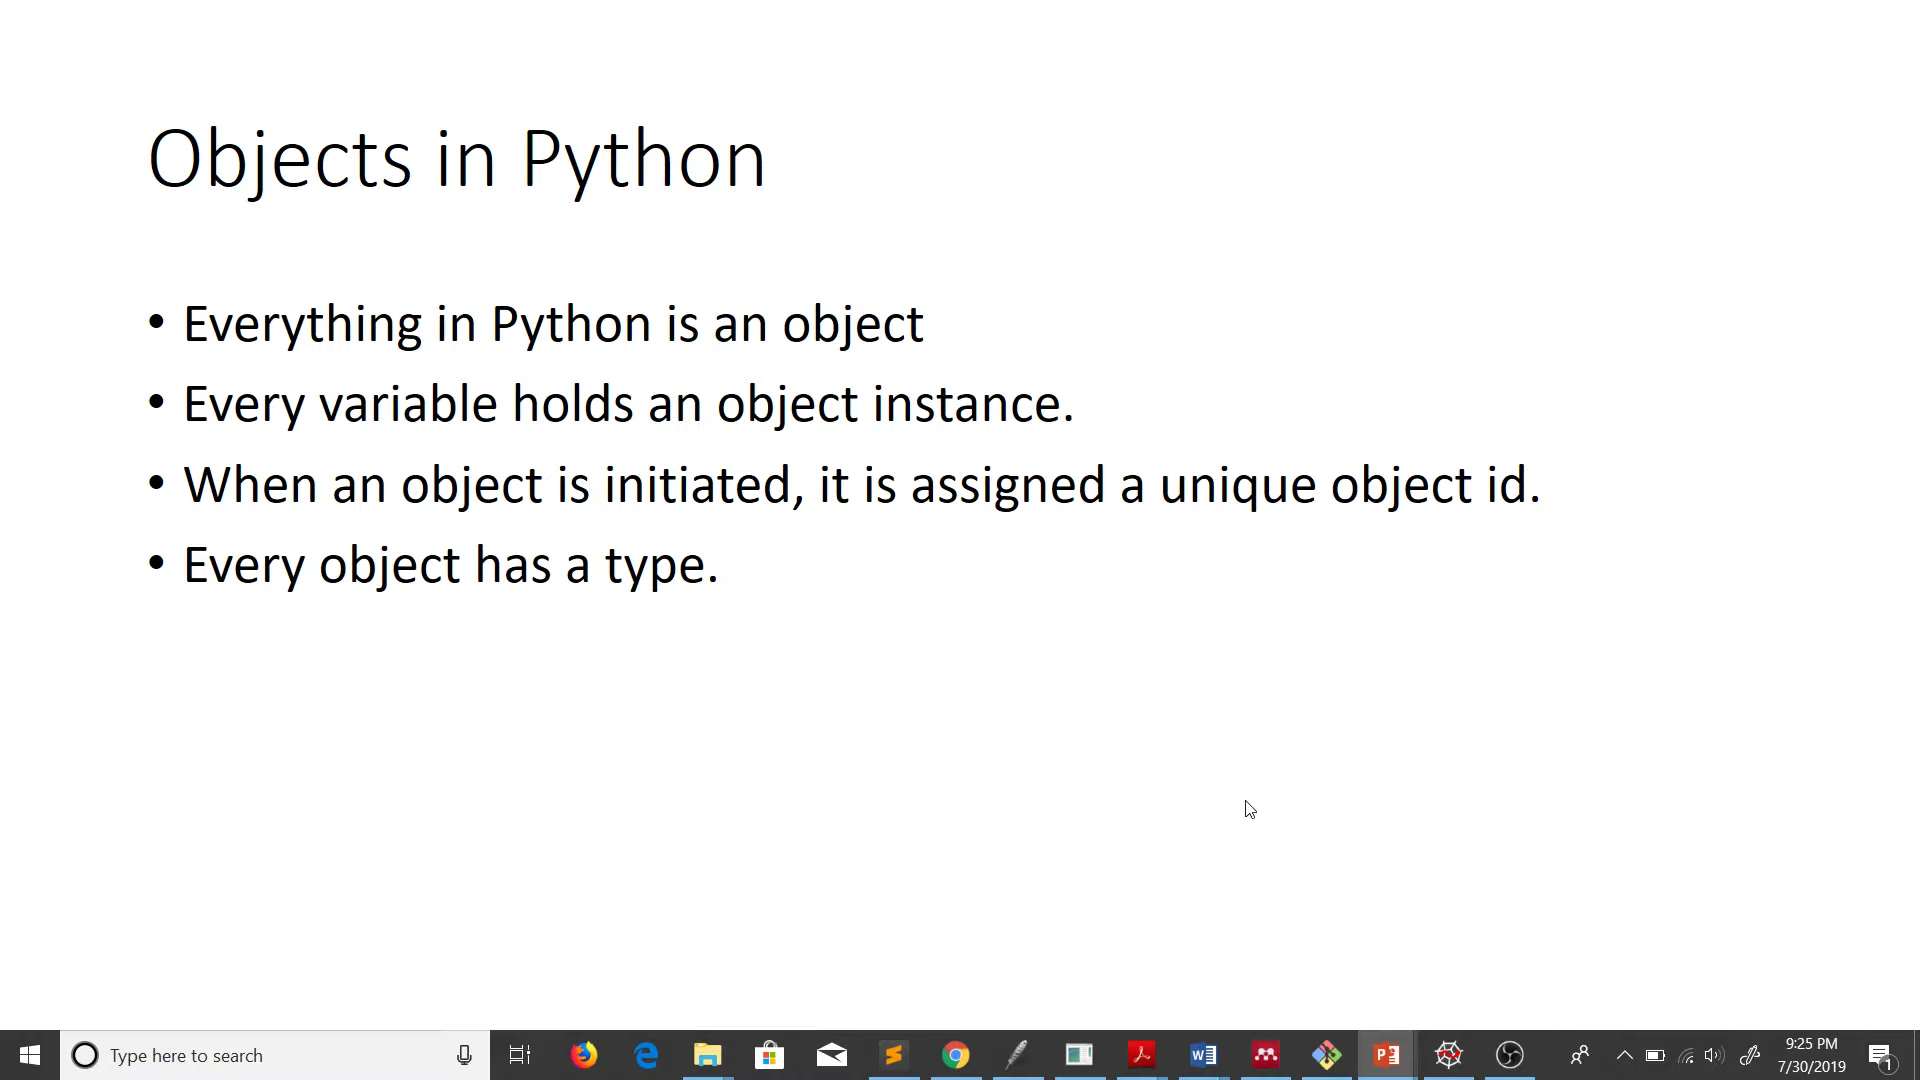 Objects in Python
• Everything in Python is an object
• Every variable holds an object instance.
• When an object is initiated, it is assigned a unique object id.
• Every object has a type.
Type here to search
9:25 PM
7/30/2019
1